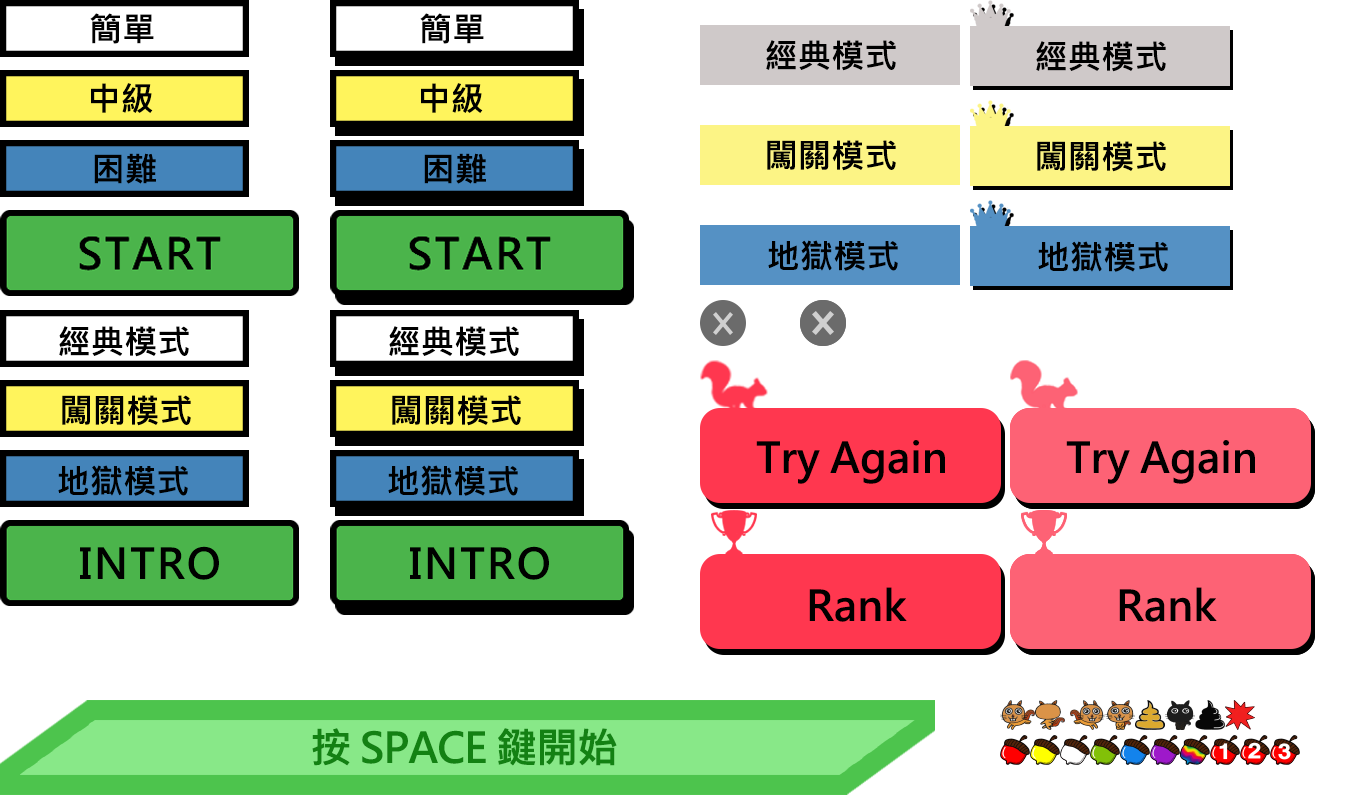 簡單
簡單
中級
中級
困難
困難
START
START
經典模式
經典模式
闖關模式
闖關模式
地獄模式
地獄模式
INTRO
INTRO
經典模式
經典模式
闖關模式
闖關模式
地獄模式
地獄模式
Try Again
Try Again
Rank
Rank
按 SPACE 鍵開始
1 2 3